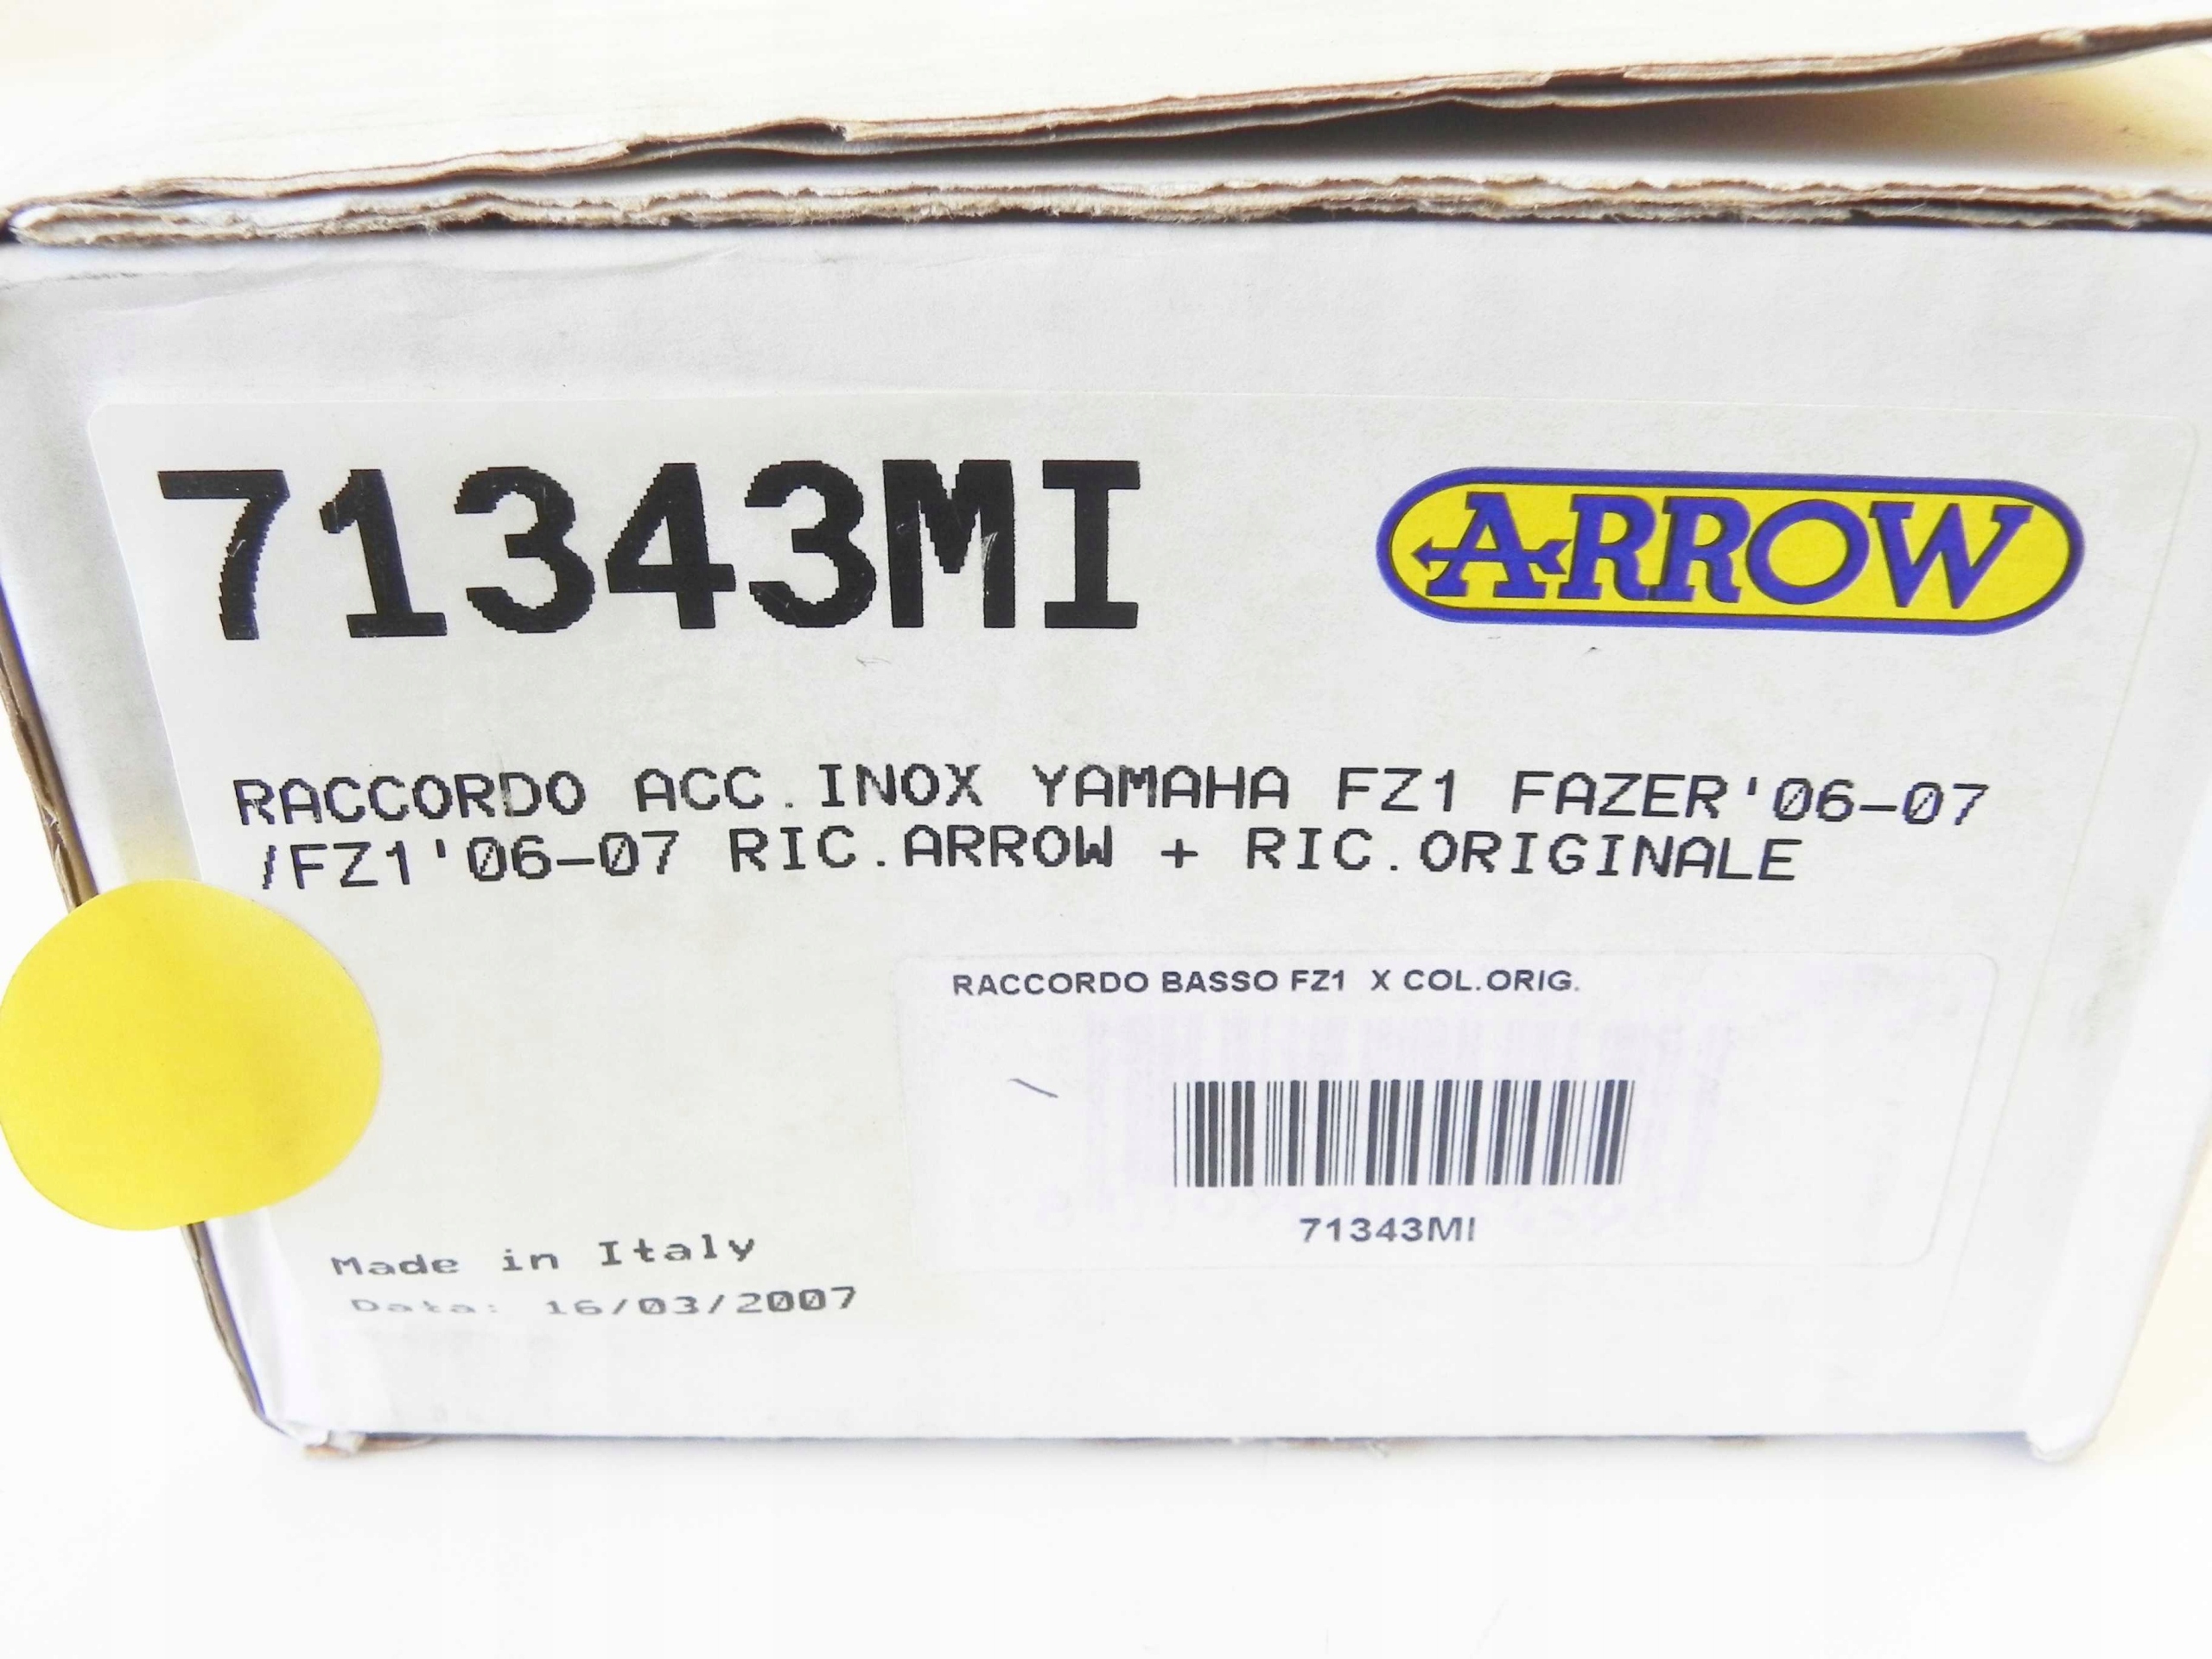 71343MI
ARROW
RACCORDO ACC.INOX YAMAHA FZ1 FAZER'06-07
/FZ1'06-07 RIC.ARROW + RIC.ORIGINALE
RACCORDO BASSO FZ1 X COL.ORIG.
71343MI
Made in Italy
Data: 16/03/2007